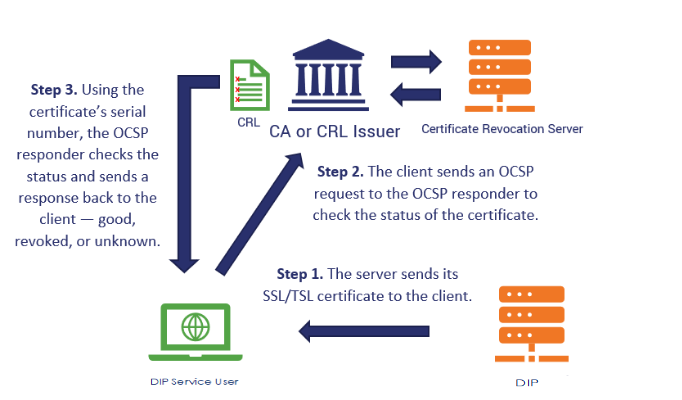 Step 3. Using the
certificate's serial
number, the OCSP
responder checks the
status and sends a
response back to the
client — good,
revoked, or unknown.
CRL
CA or CRL Issuer
Certificate Revocation Server
Step 2. The client sends an OCSP
request to the OCSP responder to
check the status of the certificate.
Step 1. The server sends its
SSL/TSL certificate to the client.
DIP Service User
DIP